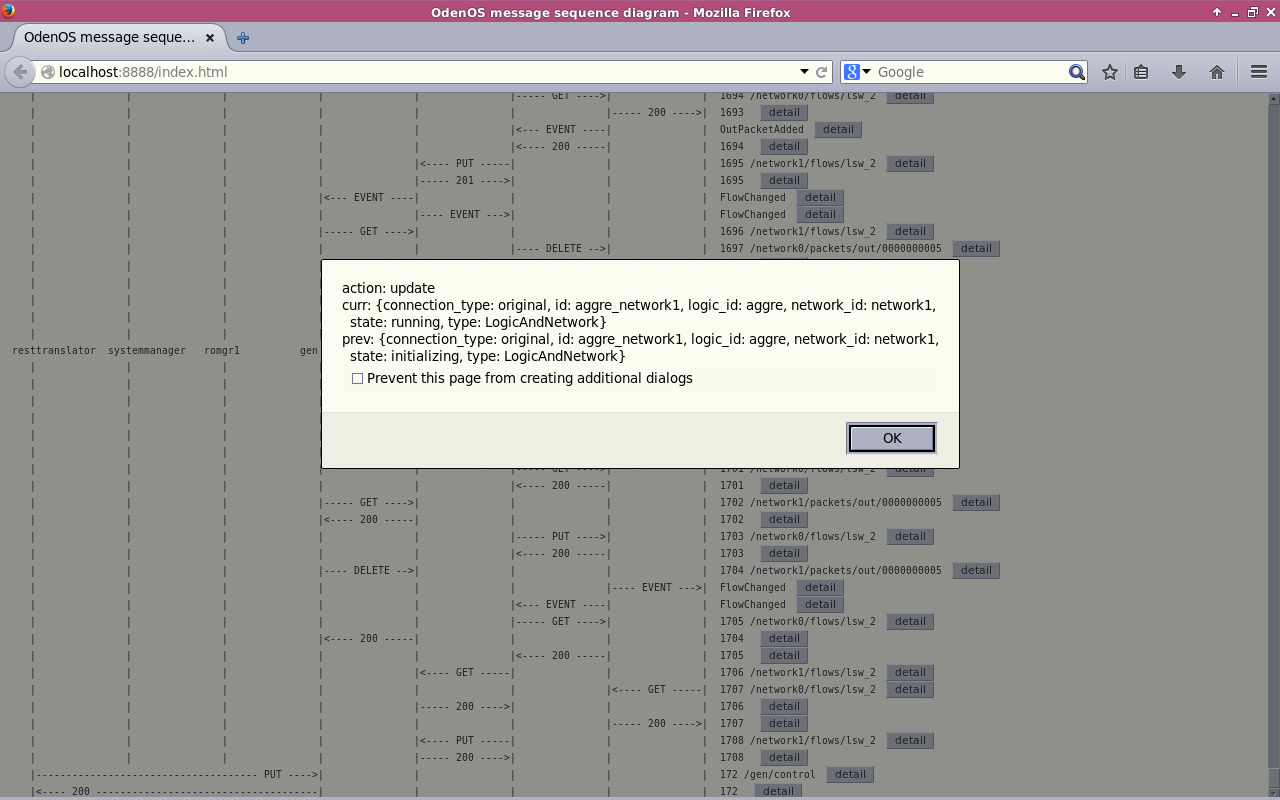 OdenOS message sequence diagram - Mozilla Firefox
OdenOS message seque...
localhost:8888/index.html
Google
|----- GET ---->| 1694 /network0/flows/lsw_2 detail
|----- 200 ---->| 1693 detail
|<--- EVENT ----| OutPacketAdded detail
|<---- 200 -----| 1694 detail
|<---- PUT -----| 1695 /network1/flows/lsw_2 detail
|----- 201 ---->| 1695 detail
|<--- EVENT ----| FlowChanged detail
|---- EVENT --->| FlowChanged detail
|----- GET ---->| 1696 /network1/flows/lsw_2 detail
|---- DELETE -->| 1697 /network0/packets/out/0000000005 detail
action: update
curr: {connection_type: original, id: aggre_network1, logic_id: aggre, network_id: network1,
state: running, type: LogicAndNetwork}
prev: {connection_type: original, id: aggre_network1, logic_id: aggre, network_id: network1,
state: initializing, type: LogicAndNetwork}
Prevent this page from creating additional dialogs
OK
resttranslator systemmanager romgr1 gen
|----- GET ---->| 1701 /network0/flows/lsw_2 detail
|<---- 200 -----| 1701 detail
|----- GET ---->| 1702 /network1/packets/out/0000000005 detail
|<---- 200 -----| 1702 detail
|----- PUT ---->| 1703 /network0/flows/lsw_2 detail
|<---- 200 -----| 1703 detail
|---- DELETE -->| 1704 /network1/packets/out/0000000005 detail
|---- EVENT --->| FlowChanged detail
|<--- EVENT ----| FlowChanged detail
|----- GET ---->| 1705 /network0/flows/lsw_2 detail
|<---- 200 -----| 1704 detail
|<---- 200 -----| 1705 detail
|<---- GET -----| 1706 /network1/flows/lsw_2 detail
|<---- GET -----| 1707 /network0/flows/lsw_2 detail
|----- 200 ---->| 1706 detail
|----- 200 ---->| 1707 detail
|<---- PUT -----| 1708 /network1/flows/lsw_2 detail
|----- 200 ---->| 1708 detail
|------------------------------------- PUT ---->| 172 /gen/control detail
|<---- 200 -------------------------------------| 172 detail